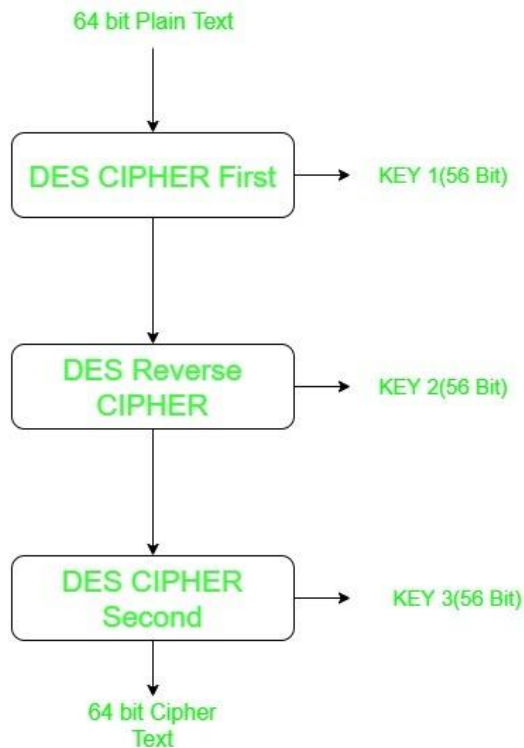 64 bit Plain Text
DES CIPHER First
KEY 1(56 Bit)
DES Reverse
CIPHER
KEY 2(56 Bit)
DES CIPHER
Second
KEY 3(56 Bit)
64 bit Cipher
Text